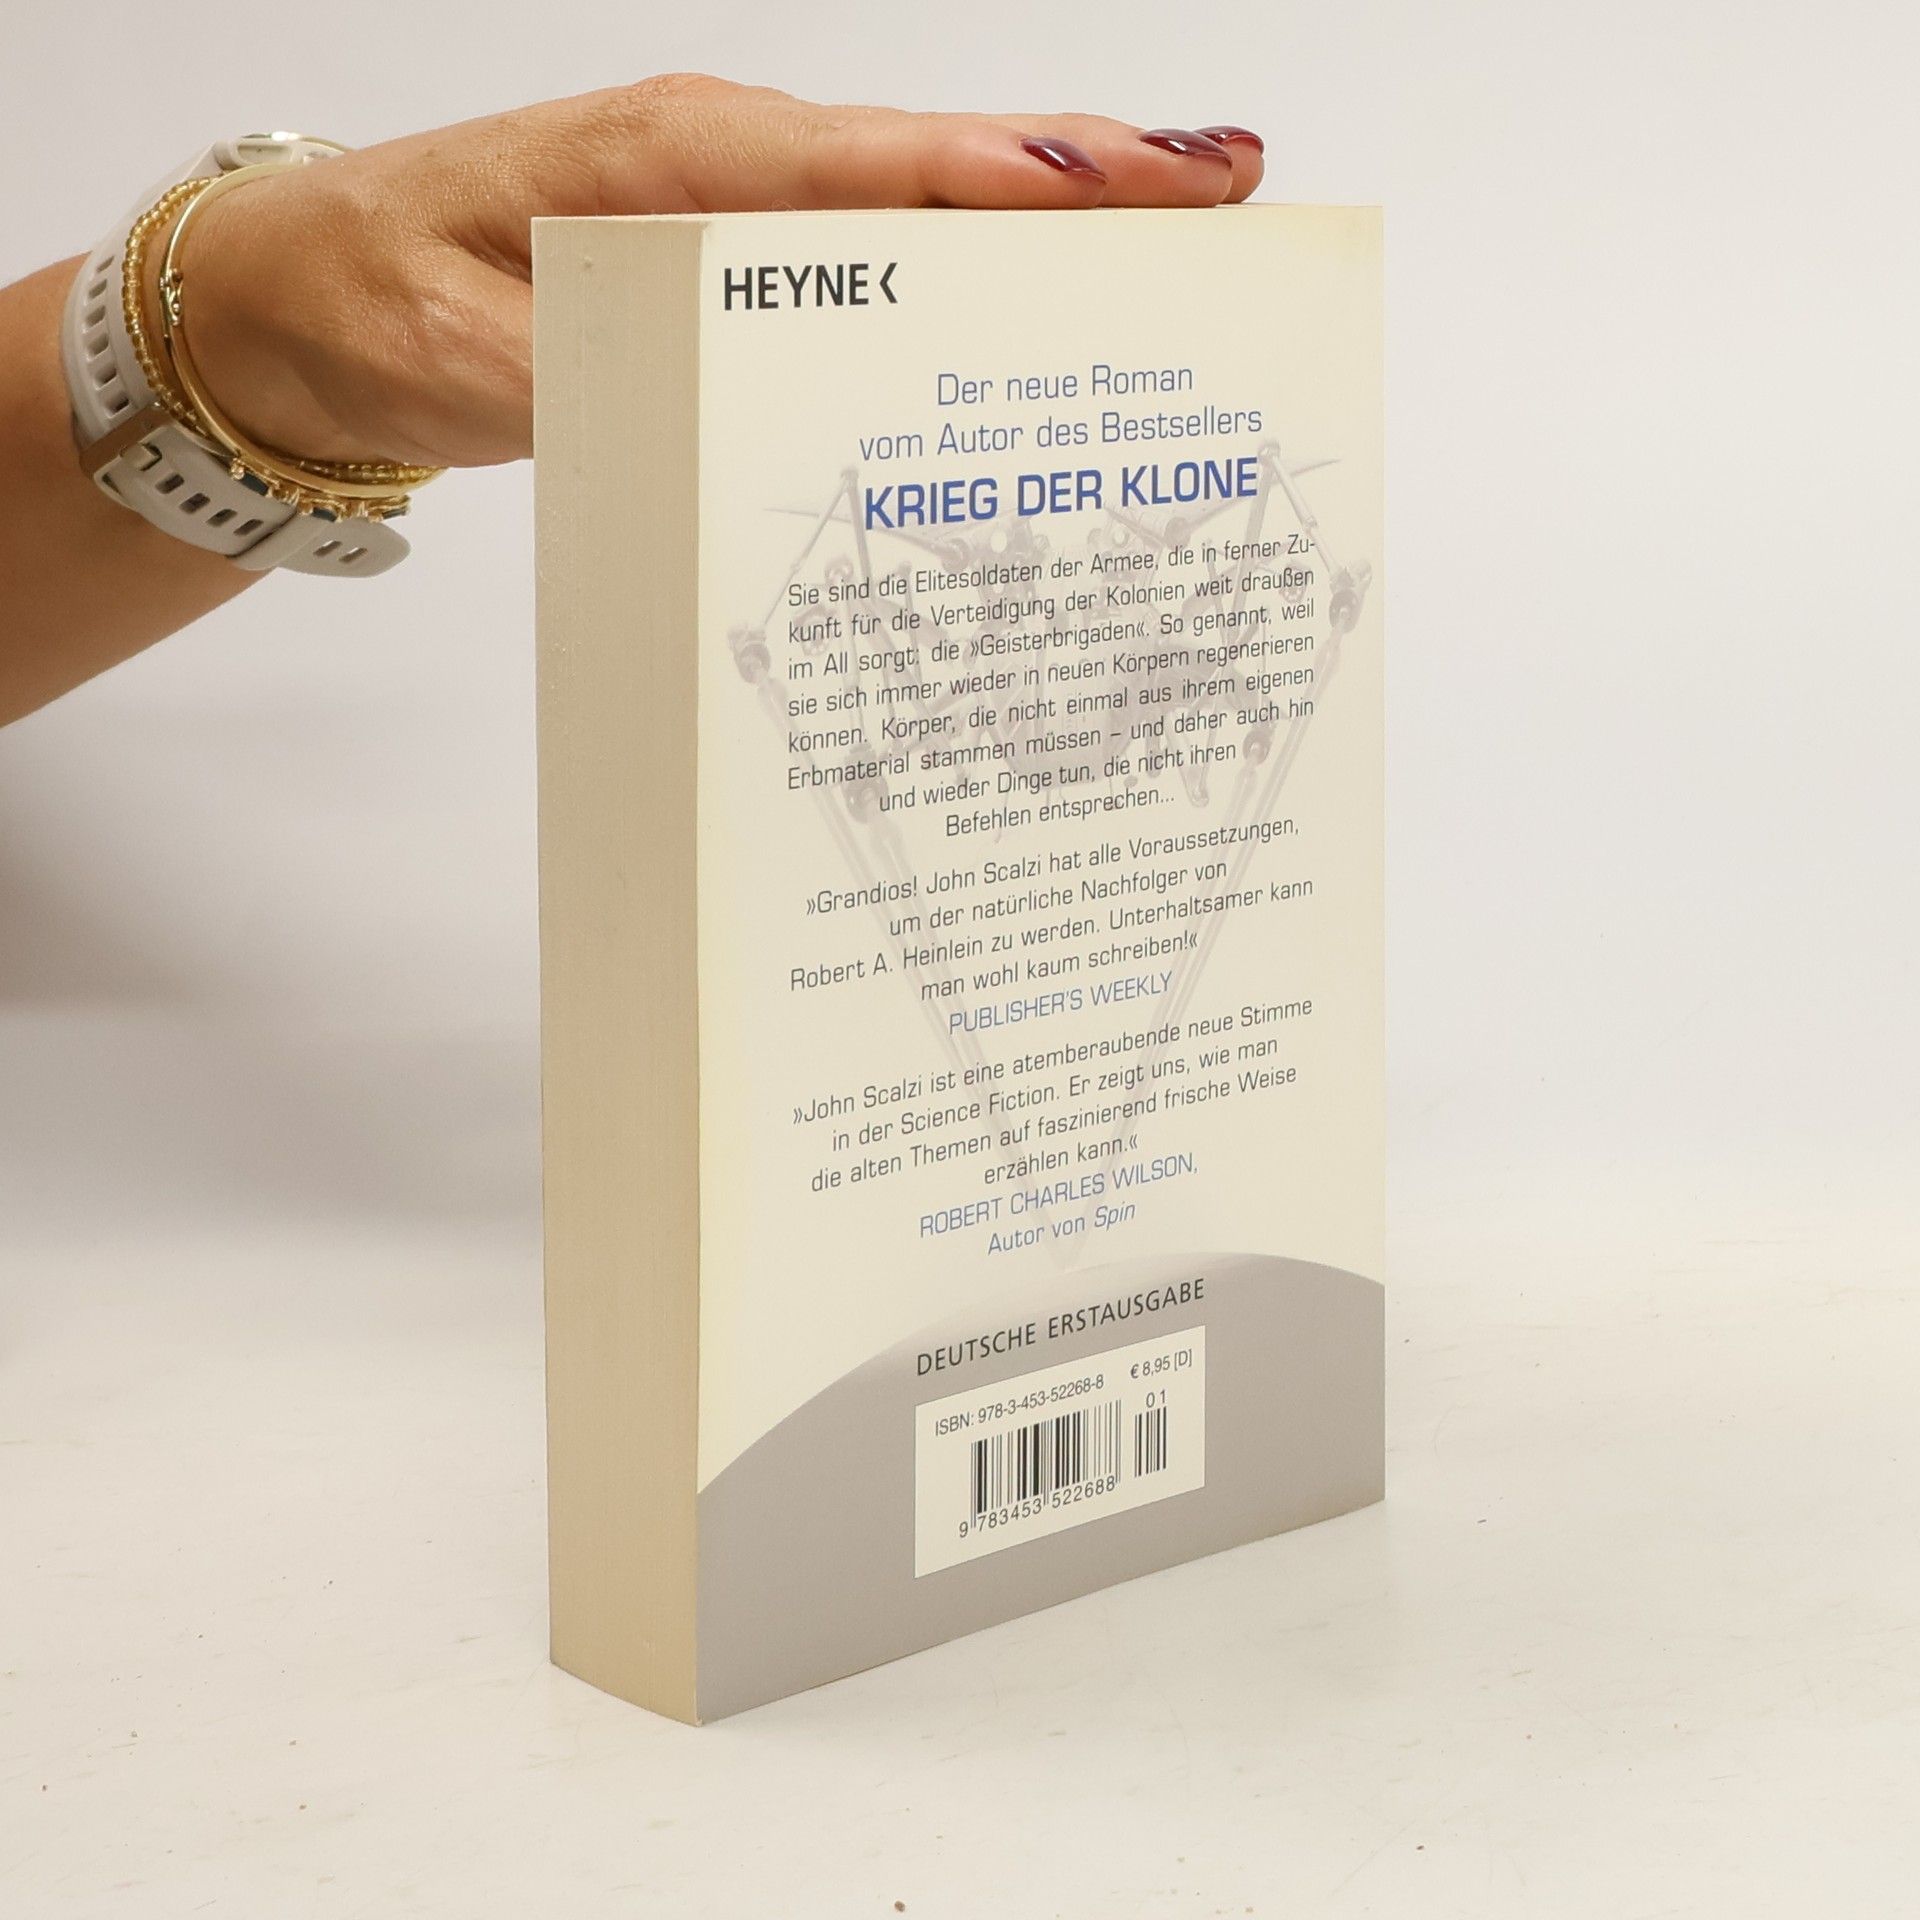 HEYNE<
Der neue Roman
vom Autor des Bestsellers
KRIEG DER KLONE
Sie sind die Elitesoldaten der Armee, die in ferner Zu-
kunft für die Verteidigung der Kolonien weit draußen
im All sorgt: die »Geisterbrigaden«. So genannt, weil
sie sich immer wieder in neuen Körpern regenerieren
können. Körper, die nicht einmal aus ihrem eigenen
Erbmaterial stammen müssen – und daher auch hin
und wieder Dinge tun, die nicht ihren
Befehlen entsprechen...
»Grandios! John Scalzi hat alle Voraussetzungen,
um der natürliche Nachfolger von
Robert A. Heinlein zu werden. Unterhaltsamer kann
man wohl kaum schreiben!«
PUBLISHER'S WEEKLY
»John Scalzi ist eine atemberaubende neue Stimme
in der Science Fiction. Er zeigt uns, wie man
die alten Themen auf faszinierend frische Weise
erzählen kann.«
ROBERT CHARLES WILSON,
Autor von Spin
DEUTSCHE ERSTAUSGABE
ISBN: 978-3-453-52268-8 € 8,95 [D]
01
9 783453 522688